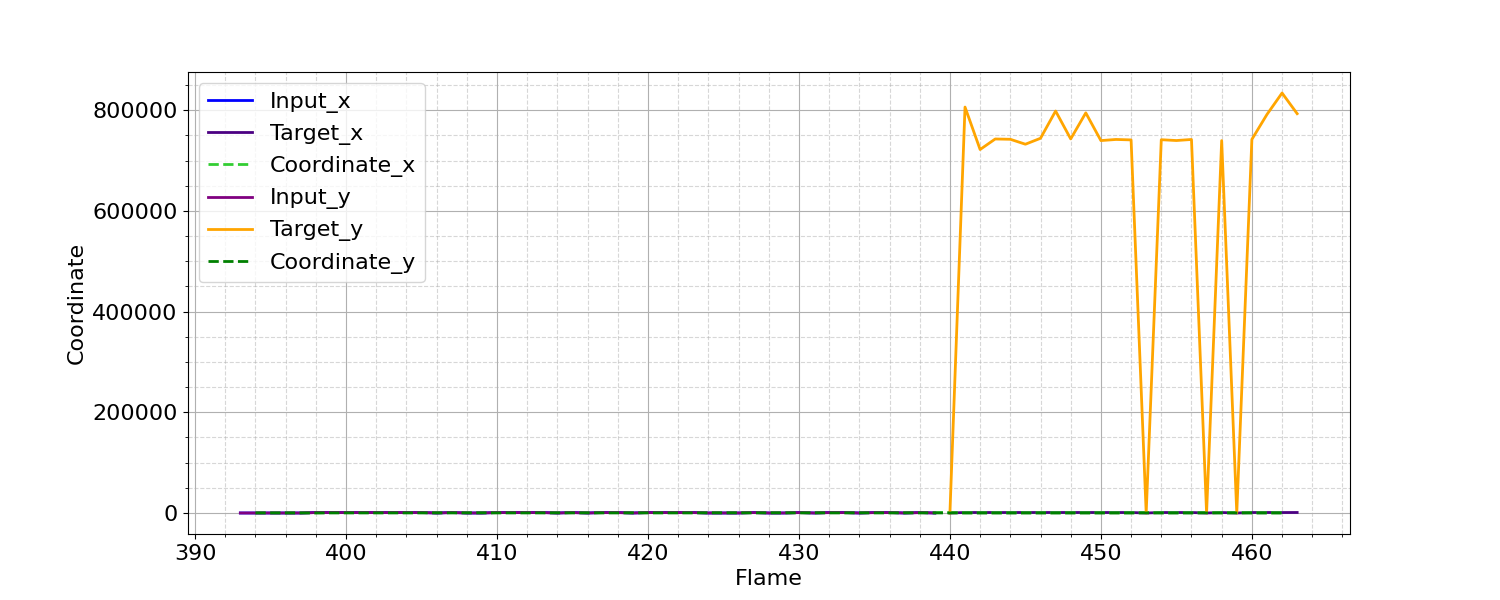 Input_x
Target_x
Coordinate_x
Input_y
Target_y
Coordinate_y
800000
600000
400000
200000
0
Coordinate
390 400 410 420 430 440 450 460
Flame